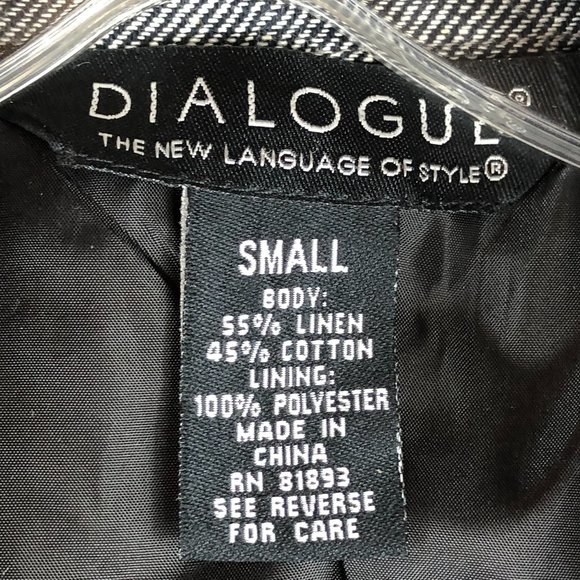 DIALOGUE®
THE NEW LANGUAGE OF STYLE®
SMALL
BODY:
55% LINEN
45% COTTON
LINING:
100% POLYESTER
MADE IN
CHINA
RN 81893
SEE REVERSE
FOR CARE